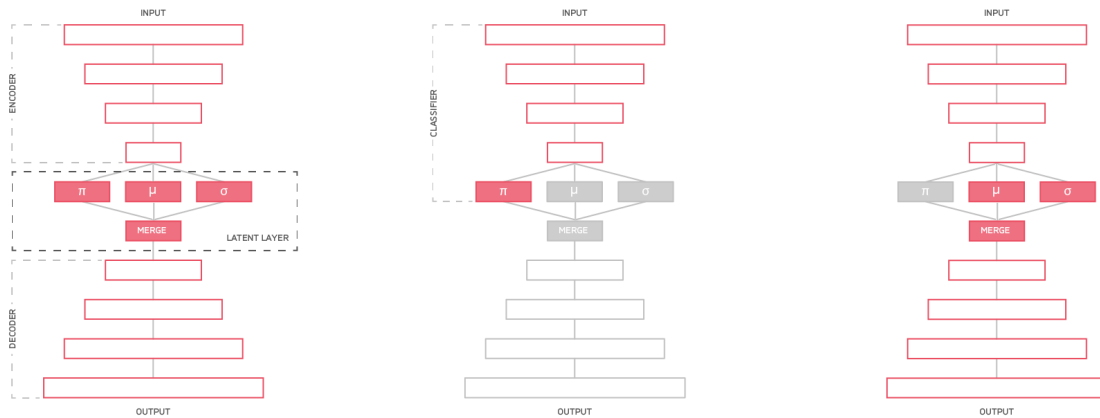 INPUT
ENCODER
π μ σ
MERGE
LATENT LAYER
DECODER
OUTPUT
INPUT
CLASSIFIER
π μ σ
MERGE
OUTPUT
INPUT
π μ σ
MERGE
OUTPUT